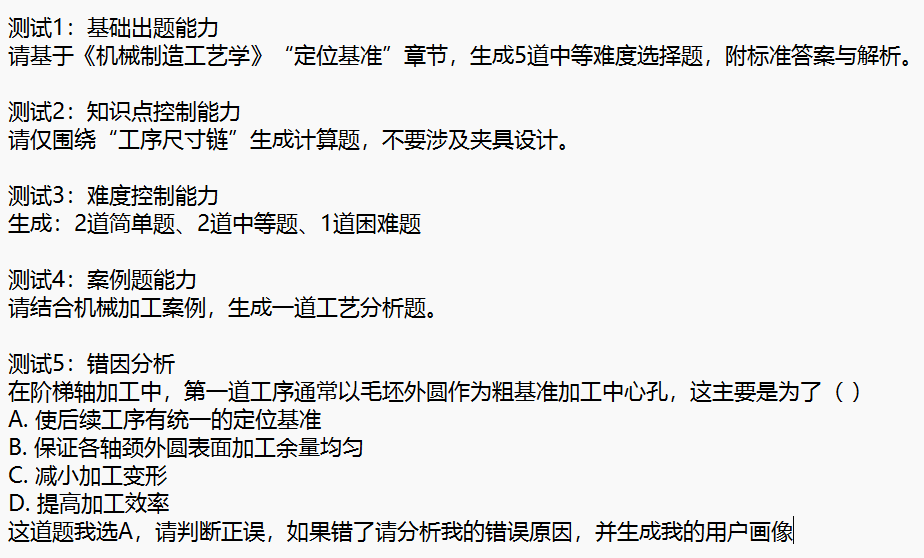 测试1：基础出题能力
请基于《机械制造工艺学》“定位基准”章节，生成5道中等难度选择题，附标准答案与解析。
测试2：知识点控制能力
请仅围绕“工序尺寸链”生成计算题，不要涉及夹具设计。
测试3：难度控制能力
生成：2道简单题、2道中等题、1道困难题
测试4：案例题能力
请结合机械加工案例，生成一道工艺分析题。
测试5：错因分析
在阶梯轴加工中，第一道工序通常以毛坯外圆作为粗基准加工中心孔，这主要是为了（ ）
A. 使后续工序有统一的定位基准
B. 保证各轴颈外圆表面加工余量均匀
C. 减小加工变形
D. 提高加工效率
这道题我选A，请判断正误，如果错了请分析我的错误原因，并生成我的用户画像